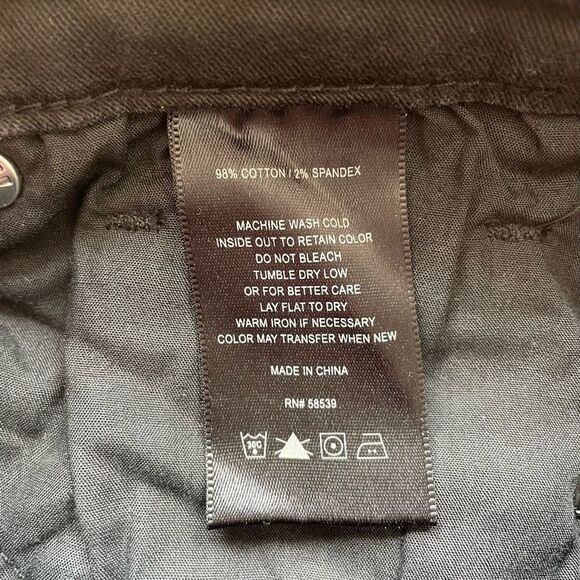 98% COTTON / 2% SPANDEX
MACHINE WASH COLD
INSIDE OUT TO RETAIN COLOR
DO NOT BLEACH
TUMBLE DRY LOW
OR FOR BETTER CARE
LAY FLAT TO DRY
WARM IRON IF NECESSARY
COLOR MAY TRANSFER WHEN NEW
MADE IN CHINA
RN# 58539
30C